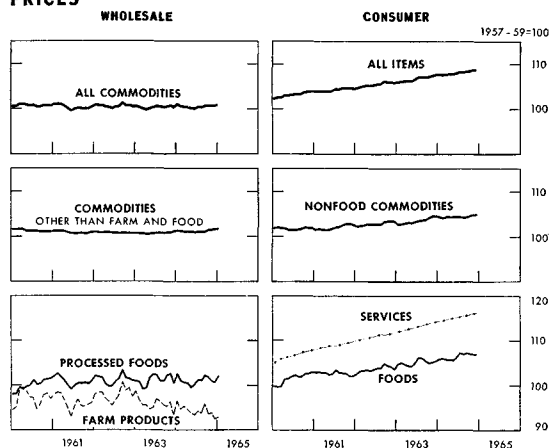 PRICES
WHOLESALE
CONSUMER
1957-59=100
ALL COMMODITIES
ALL ITEMS
110
100
COMMODITIES
OTHER THAN FARM AND FOOD
NONFOOD COMMODITIES
110
100
PROCESSED FOODS
FARM PRODUCTS
SERVICES
FOODS
120
110
100
90
1961 1963 1965
1961 1963 1965